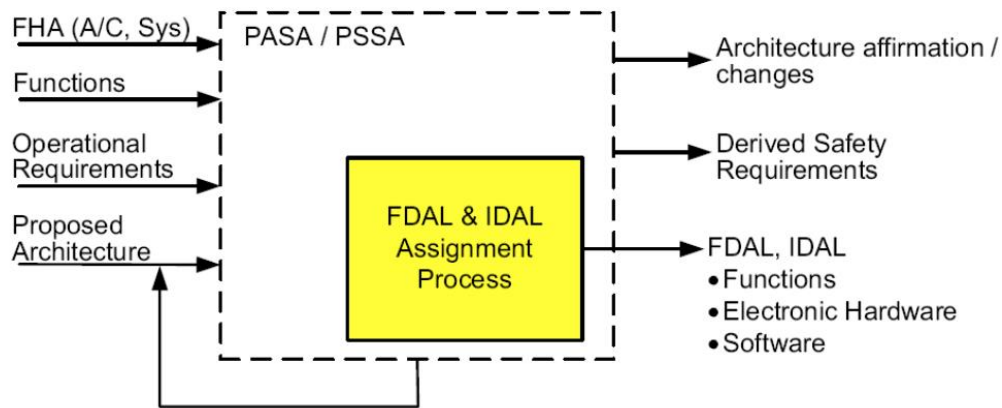 FHA (A/C, Sys)
Functions
Operational
Requirements
Proposed
Architecture
PASA / PSSA
FDAL & IDAL
Assignment
Process
Architecture affirmation /
changes
Derived Safety
Requirements
FDAL, IDAL
•Functions
•Electronic Hardware
•Software